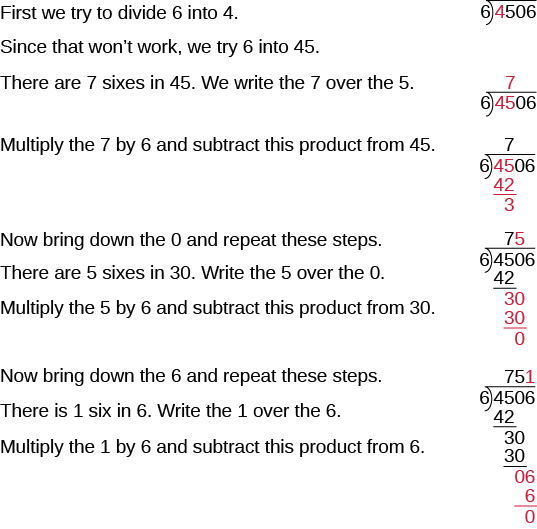 First we try to divide 6 into 4. 6)4506
Since that won’t work, we try 6 into 45.
There are 7 sixes in 45. We write the 7 over the 5. 7
6)4506
Multiply the 7 by 6 and subtract this product from 45. 7
6)4506
42
3
Now bring down the 0 and repeat these steps. 75
6)4506
There are 5 sixes in 30. Write the 5 over the 0. 42
30
Multiply the 5 by 6 and subtract this product from 30. 30
0
Now bring down the 6 and repeat these steps. 751
6)4506
There is 1 six in 6. Write the 1 over the 6. 42
30
Multiply the 1 by 6 and subtract this product from 6. 30
06
6
0